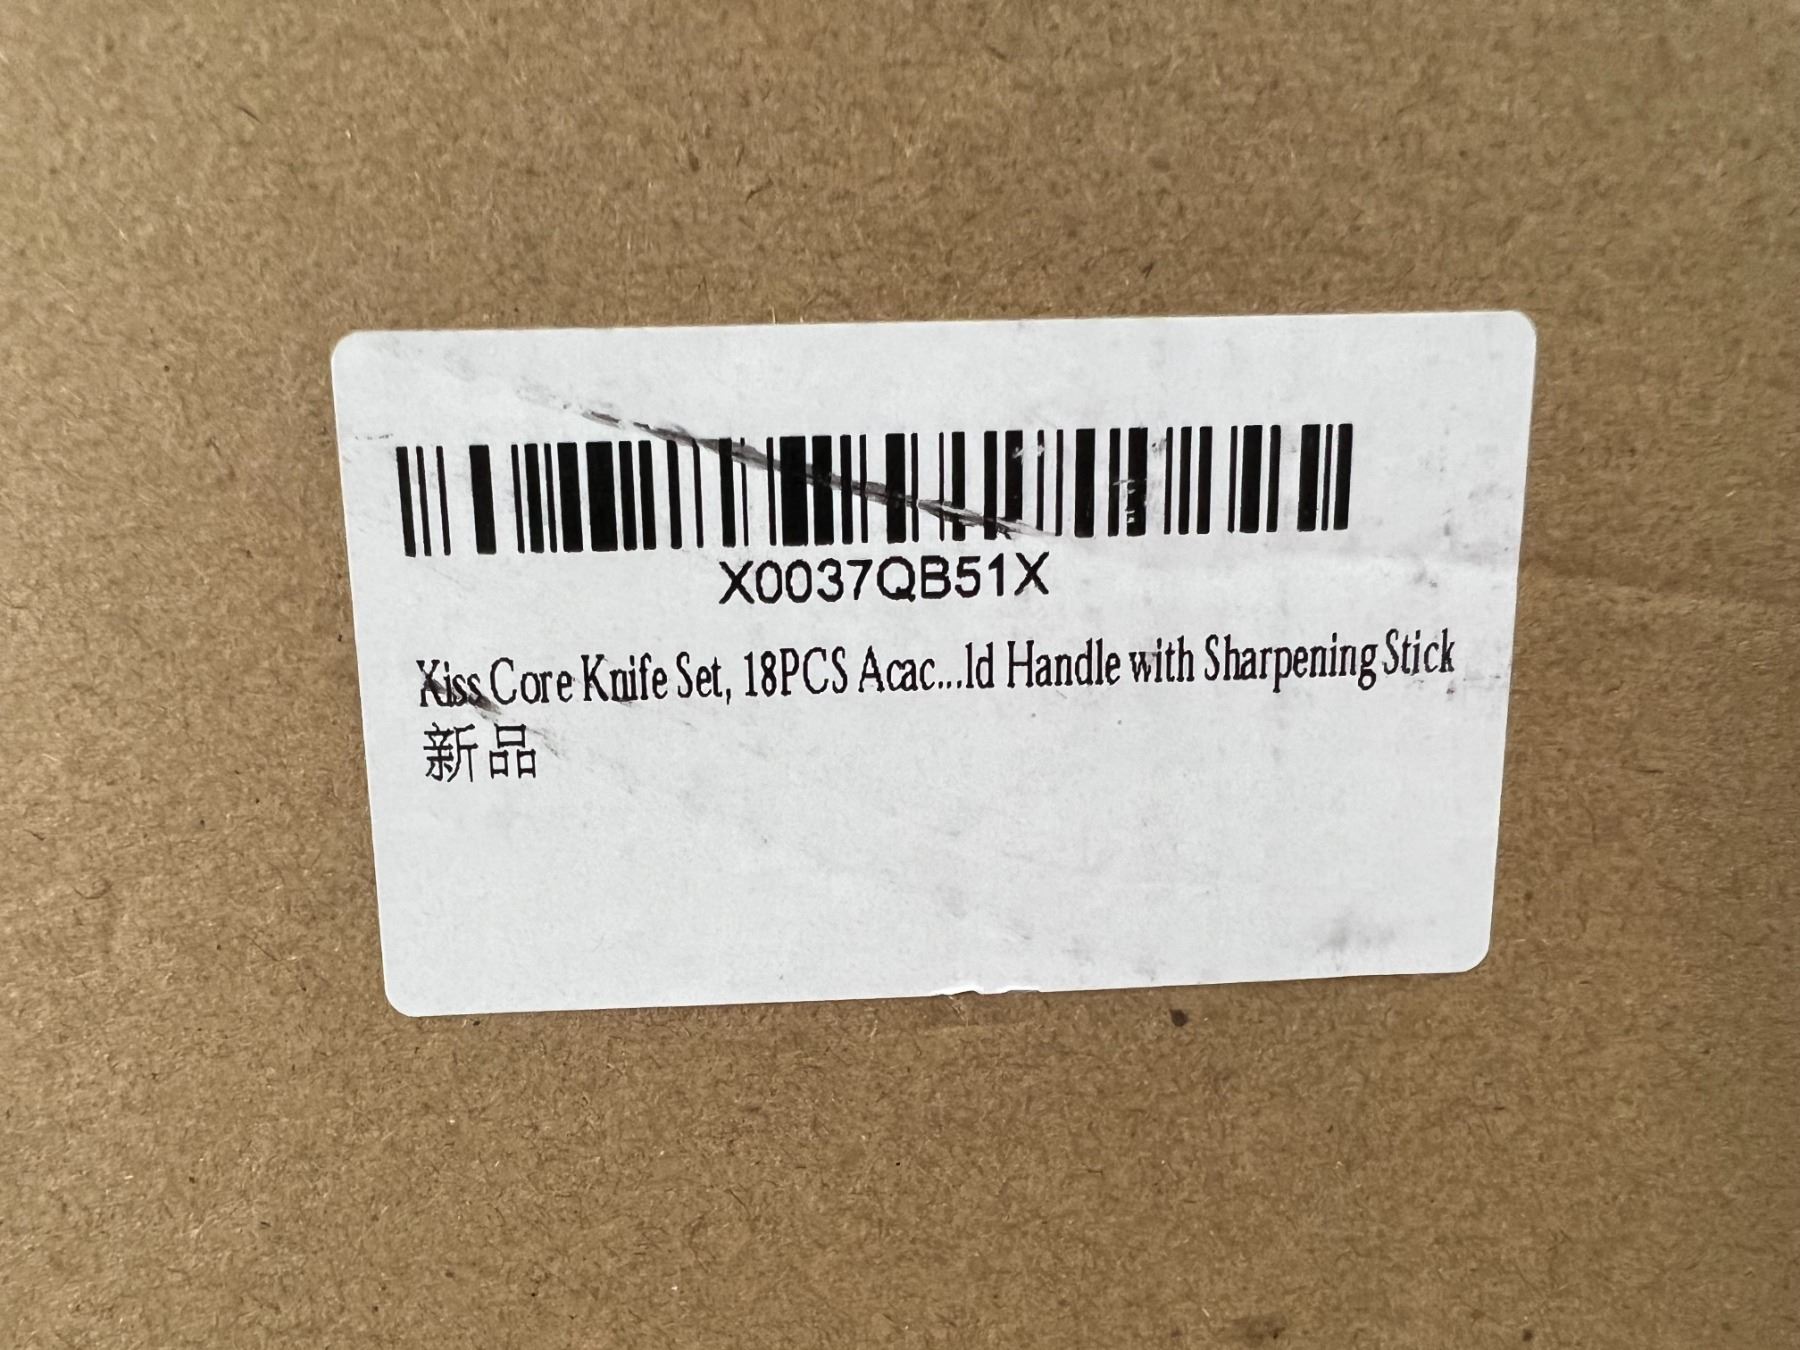 X0037QB51X
Xiss Core Knife Set, 18PCS Acac...ld Handle with Sharpening Stick
新品